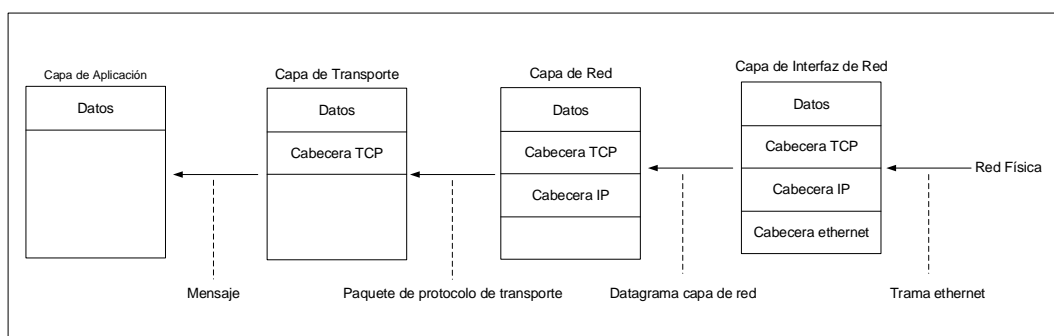 Capa de Aplicación
Datos
Capa de Transporte
Datos
Cabecera TCP
Capa de Red
Datos
Cabecera TCP
Cabecera IP
Capa de Interfaz de Red
Datos
Cabecera TCP
Cabecera IP
Cabecera ethernet
Red Física
Mensaje
Paquete de protocolo de transporte
Datagrama capa de red
Trama ethernet